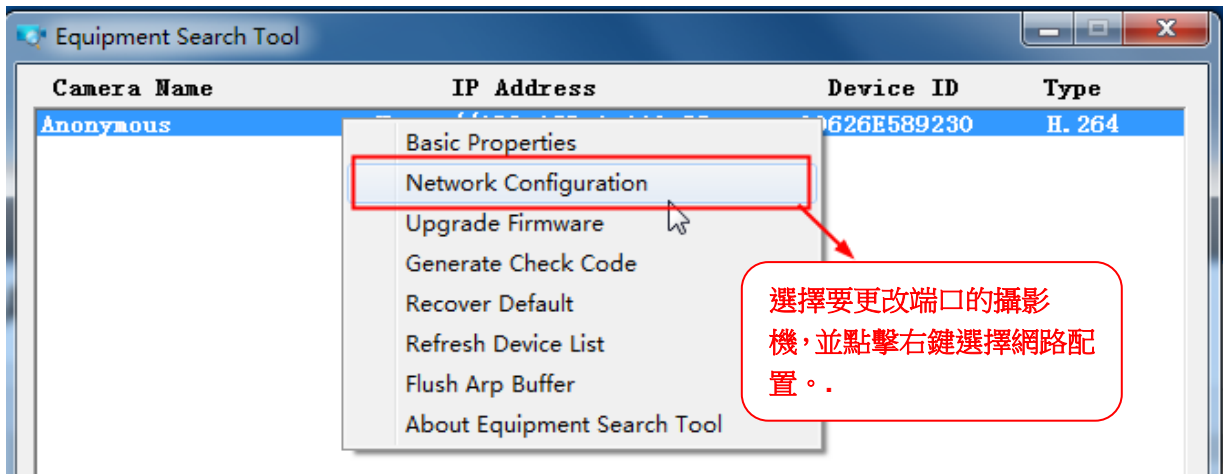 Equipment Search Tool
Camera Name IP Address Device ID Type
Anonymous 626E589230 H.264
Basic Properties
Network Configuration
Upgrade Firmware
Generate Check Code
Recover Default
Refresh Device List
Flush Arp Buffer
About Equipment Search Tool
選擇要更改端口的攝影
機，並點擊右鍵選擇網路配
置。.